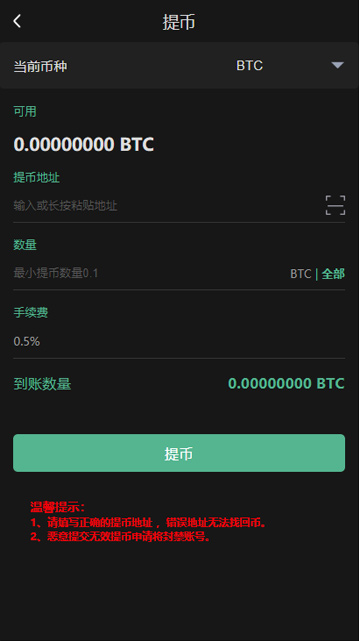 提币
当前币种 BTC
可用
0.00000000 BTC
提币地址
输入或长按粘贴地址
数量
最小提币数量0.1 BTC | 全部
手续费
0.5%
到账数量 0.00000000 BTC
提币
温馨提示：
1、请填写正确的提币地址，错误地址无法找回币。
2、恶意提交无效提币申请将封禁账号。